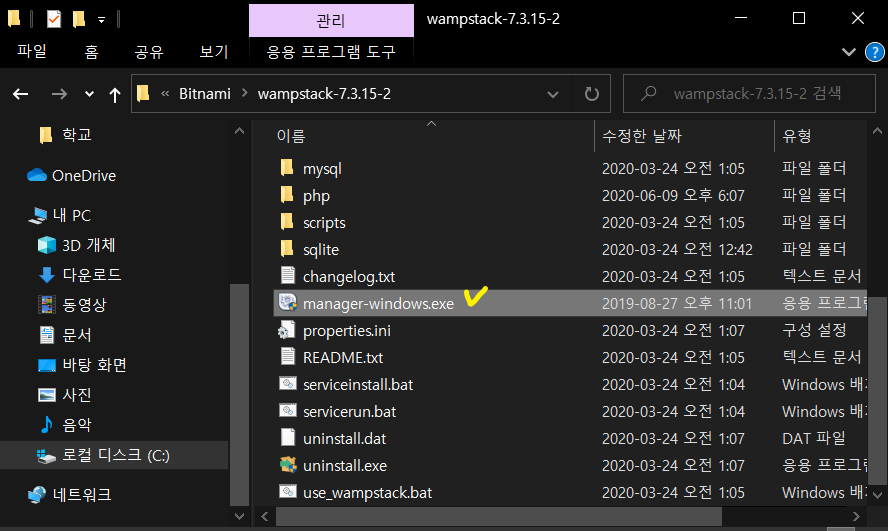 관리
wampstack-7.3.15-2
파일 홈 공유 보기 응용 프로그램 도구
« Bitnami > wampstack-7.3.15-2
wampstack-7.3.15-2 검색
이름 수정한 날짜 유형
학교
OneDrive
내 PC
3D 개체
다운로드
동영상
문서
바탕 화면
사진
음악
로컬 디스크 (C:)
네트워크
mysql 2020-03-24 오전 1:05 파일 폴더
php 2020-06-09 오후 6:07 파일 폴더
scripts 2020-03-24 오전 1:05 파일 폴더
sqlite 2020-03-24 오전 12:42 파일 폴더
changelog.txt 2020-03-24 오전 1:05 텍스트 문서
manager-windows.exe 2019-08-27 오후 11:01 응용 프로그램
properties.ini 2020-03-24 오전 1:07 구성 설정
README.txt 2020-03-24 오전 1:05 텍스트 문서
serviceinstall.bat 2020-03-24 오전 1:04 Windows 배치
servicerun.bat 2020-03-24 오전 1:04 Windows 배치
uninstall.dat 2020-03-24 오전 1:07 DAT 파일
uninstall.exe 2020-03-24 오전 1:07 응용 프로그램
use_wampstack.bat 2020-03-24 오전 1:05 Windows 배치